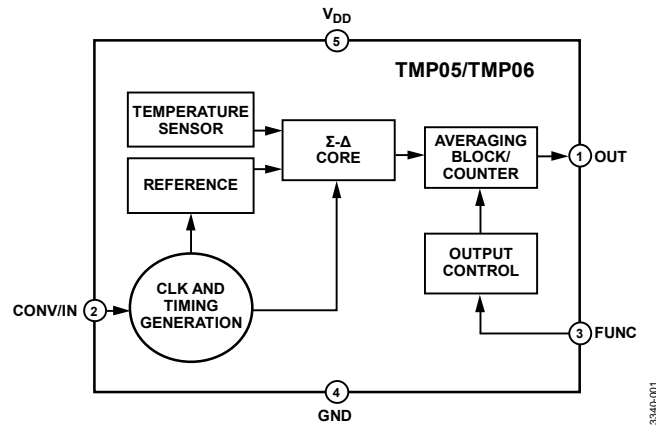 VDD
5
TMP05/TMP06
TEMPERATURE
SENSOR
Σ-Δ
CORE
AVERAGING
BLOCK/
COUNTER
1 OUT
REFERENCE
OUTPUT
CONTROL
CLK AND
TIMING
GENERATION
CONV/IN 2
3 FUNC
4
GND
3340-001